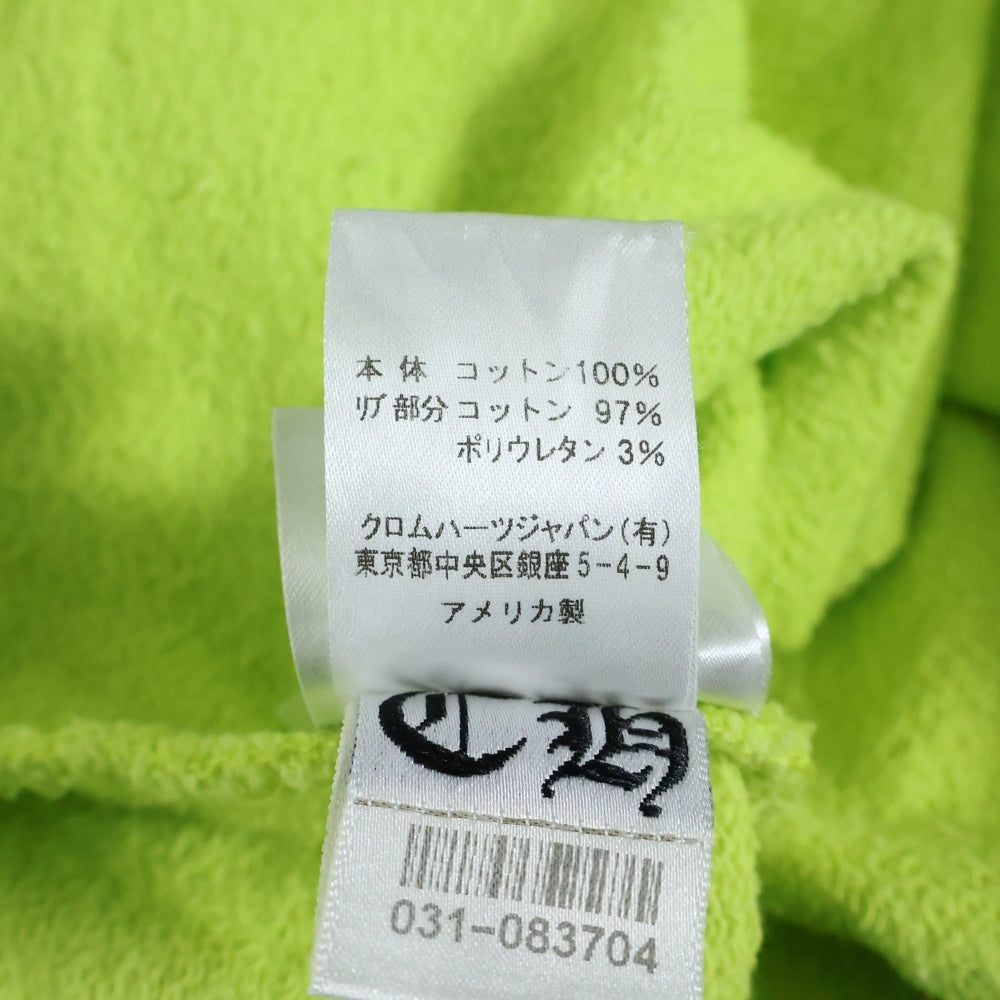 本体 コットン100%
リブ部分コットン 97%
ポリウレタン 3%
クロムハーツジャパン(有)
東京都中央区銀座5-4-9
アメリカ製
CH
031-083704